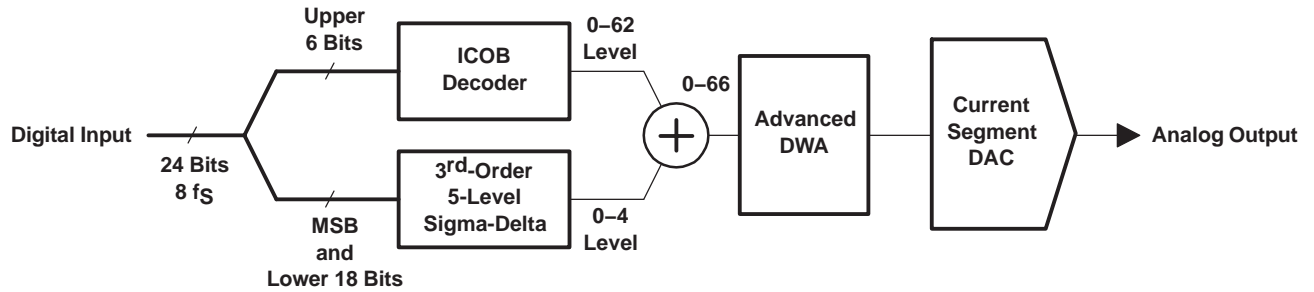 Upper
6 Bits
ICOB
Decoder
0–62
Level
0–66
Digital Input
24 Bits
8 fS
Advanced
DWA
Current
Segment
DAC
Analog Output
3rd-Order
5-Level
Sigma-Delta
MSB
and
Lower 18 Bits
0–4
Level